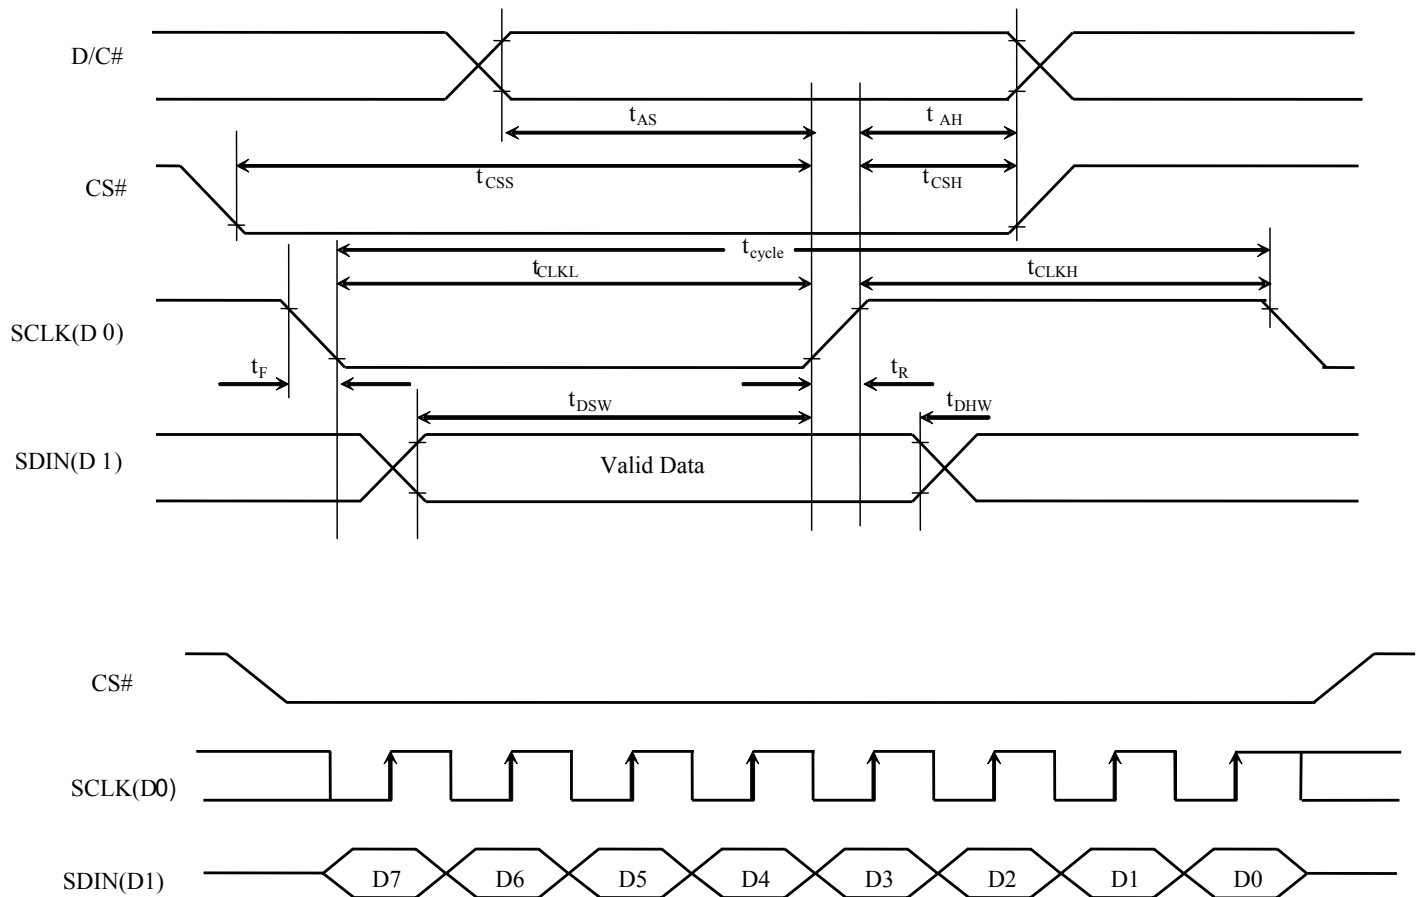 D/C#
tAS
t AH
CS#
tCSS
tCSH
tcycle
tCLKL
tCLKH
SCLK(D 0)
tF
tR
tDSW
tDHW
SDIN(D 1)
Valid Data
CS#
SCLK(D0)
SDIN(D1)
D7 D6 D5 D4 D3 D2 D1 D0